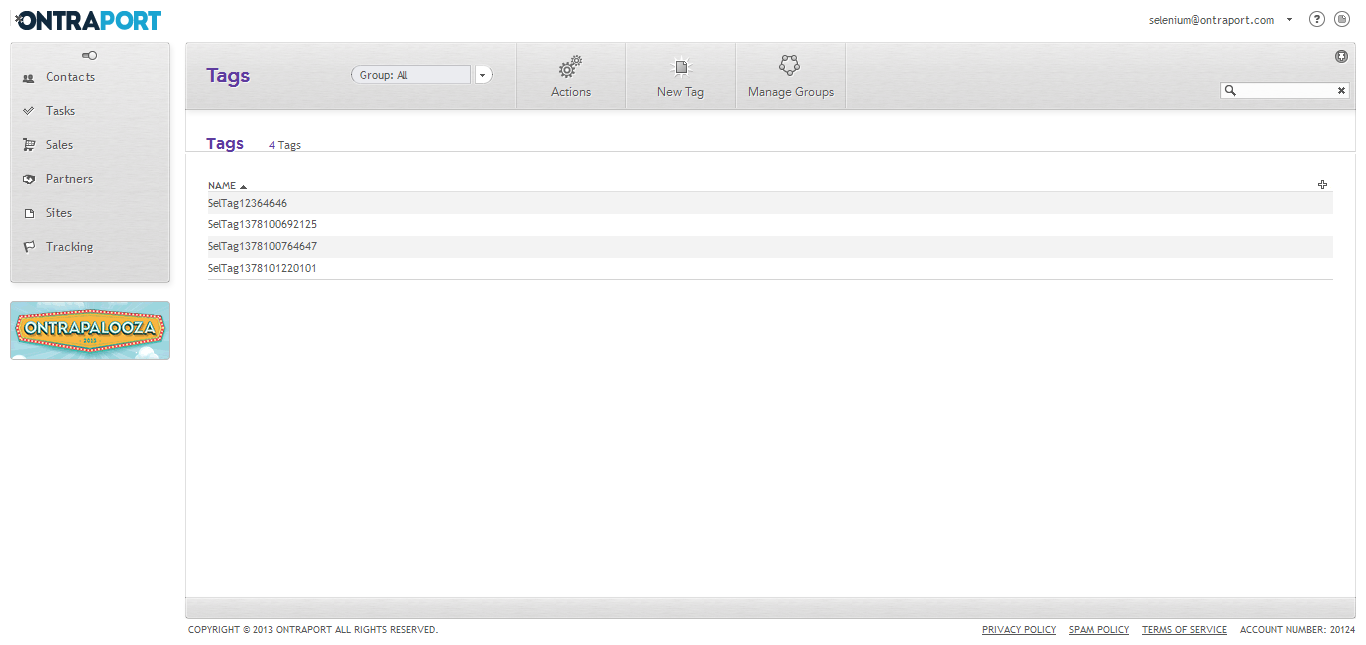 ONTRAPORT
selenium@ontraport.com
?
Contacts
Tasks
Sales
Partners
Sites
Tracking
ONTRAPALOOZA
2013
Tags
Group: All
Actions
New Tag
Manage Groups
Tags 4 Tags
NAME
SelTag12364646
SelTag1378100692125
SelTag1378100764647
SelTag1378101220101
COPYRIGHT © 2013 ONTRAPORT ALL RIGHTS RESERVED.
PRIVACY POLICY SPAM POLICY TERMS OF SERVICE ACCOUNT NUMBER: 20124